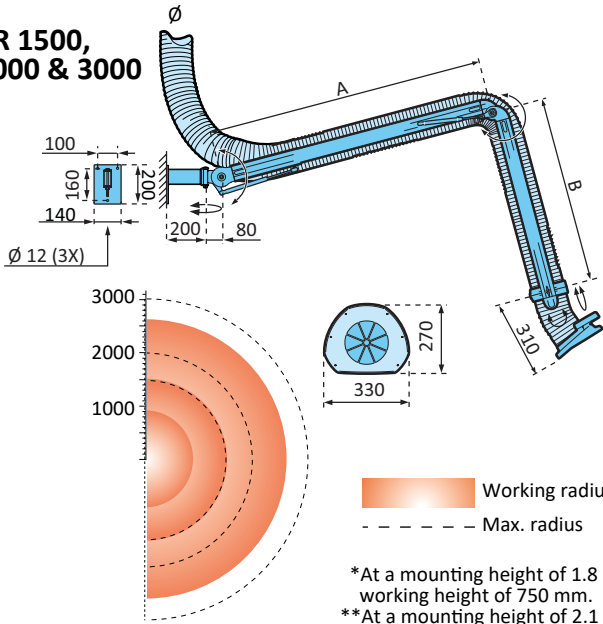 R 1500,
000 & 3000
Ø
A
B
100
160
200
140
Ø 12 (3X)
200
80
310
3000
2000
1000
270
330
Working radiu
Max. radius
*At a mounting height of 1.8
working height of 750 mm.
**At a mounting height of 2.1